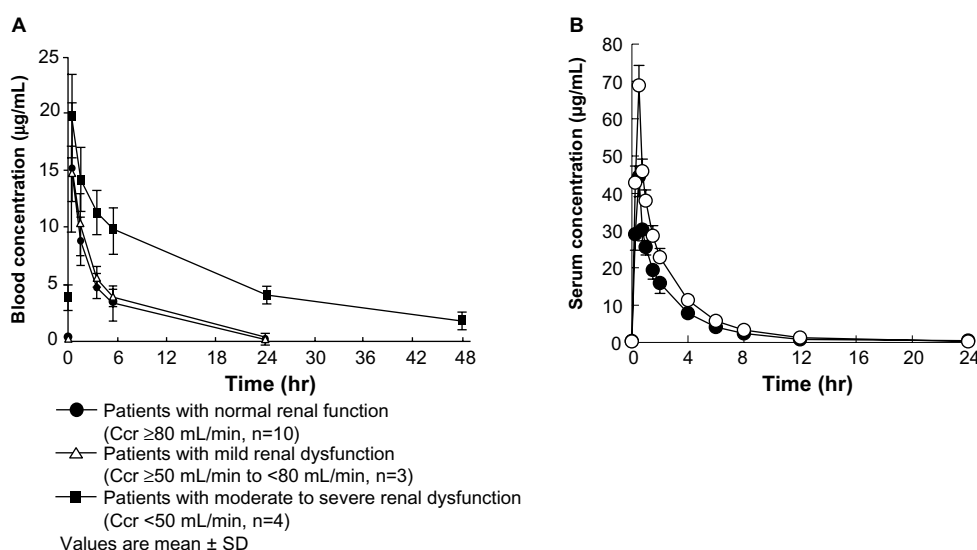 A
Blood concentration (µg/mL)
25
20
15
10
5
0
0 6 12 18 24 30 36 42 48
Time (hr)
Patients with normal renal function
(Ccr ≥80 mL/min, n=10)
Patients with mild renal dysfunction
(Ccr ≥50 mL/min to <80 mL/min, n=3)
Patients with moderate to severe renal dysfunction
(Ccr <50 mL/min, n=4)
Values are mean ± SD
B
Serum concentration (µg/mL)
80
70
60
50
40
30
20
10
0
0 4 8 12 16 20 24
Time (hr)